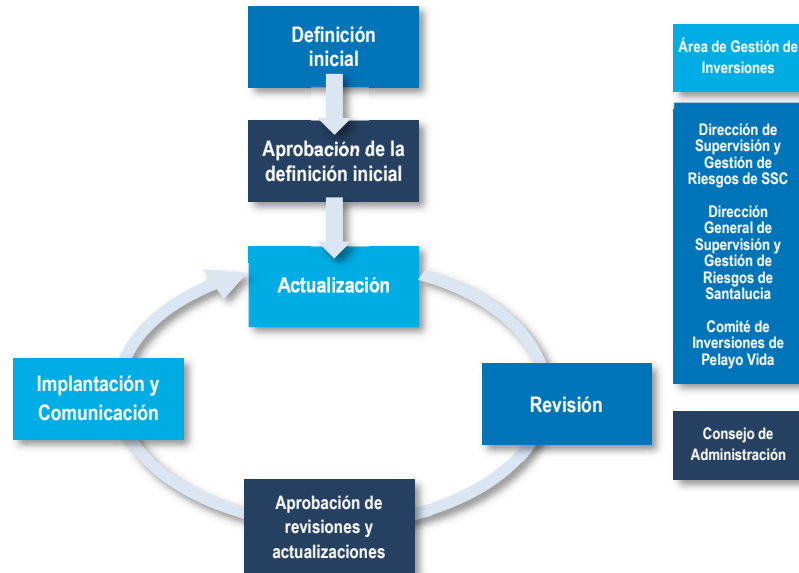 Definición
inicial
Aprobación de la
definición inicial
Actualización
Implantación y
Comunicación
Revisión
Aprobación de
revisiones y
actualizaciones
Área de Gestión de
Inversiones
Dirección de
Supervisión y
Gestión de
Riesgos de SSC
Dirección
General de
Supervisión y
Gestión de
Riesgos de
Santalucia
Comité de
Inversiones de
Pelayo Vida
Consejo de
Administración